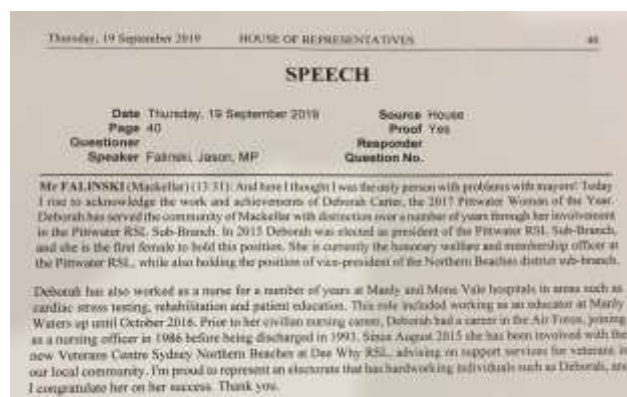 Thursday, 19 September 2019 HOUSE OF REPRESENTATIVES 40
SPEECH
Date Thursday, 19 September 2019 Source House
Page 40 Proof Yes
Questioner Responder
Speaker Falinski, Jason, MP Question No.
Mr FALINSKI (Mackellar) (13:31): And here I thought I was the only person with problems with mayors! Today
I rise to acknowledge the work and achievements of Deborah Carter, the 2017 Pittwater Woman of the Year.
Deborah has served the community of Mackellar with distinction over a number of years through her involvement
in the Pittwater RSL Sub-Branch. In 2015 Deborah was elected as president of the Pittwater RSL Sub-Branch,
and she is the first female to hold this position. She is currently the honorary welfare and membership officer at
the Pittwater RSL, while also holding the position of vice-president of the Northern Beaches district sub-branch.
Deborah has also worked as a nurse for a number of years at Manly and Mona Vale hospitals in areas such as
cardiac stress testing, rehabilitation and patient education. This role included working as an educator at Manly
Waters up until October 2016. Prior to her civilian nursing career, Deborah had a career in the Air Force, joining
as a nursing officer in 1986 before being discharged in 1993. Since August 2015 she has been involved with the
new Veterans Centre Sydney Northern Beaches at Dee Why RSL, advising on support services for veterans in
our local community. I'm proud to represent an electorate that has hardworking individuals such as Deborah, and
I congratulate her on her success. Thank you.